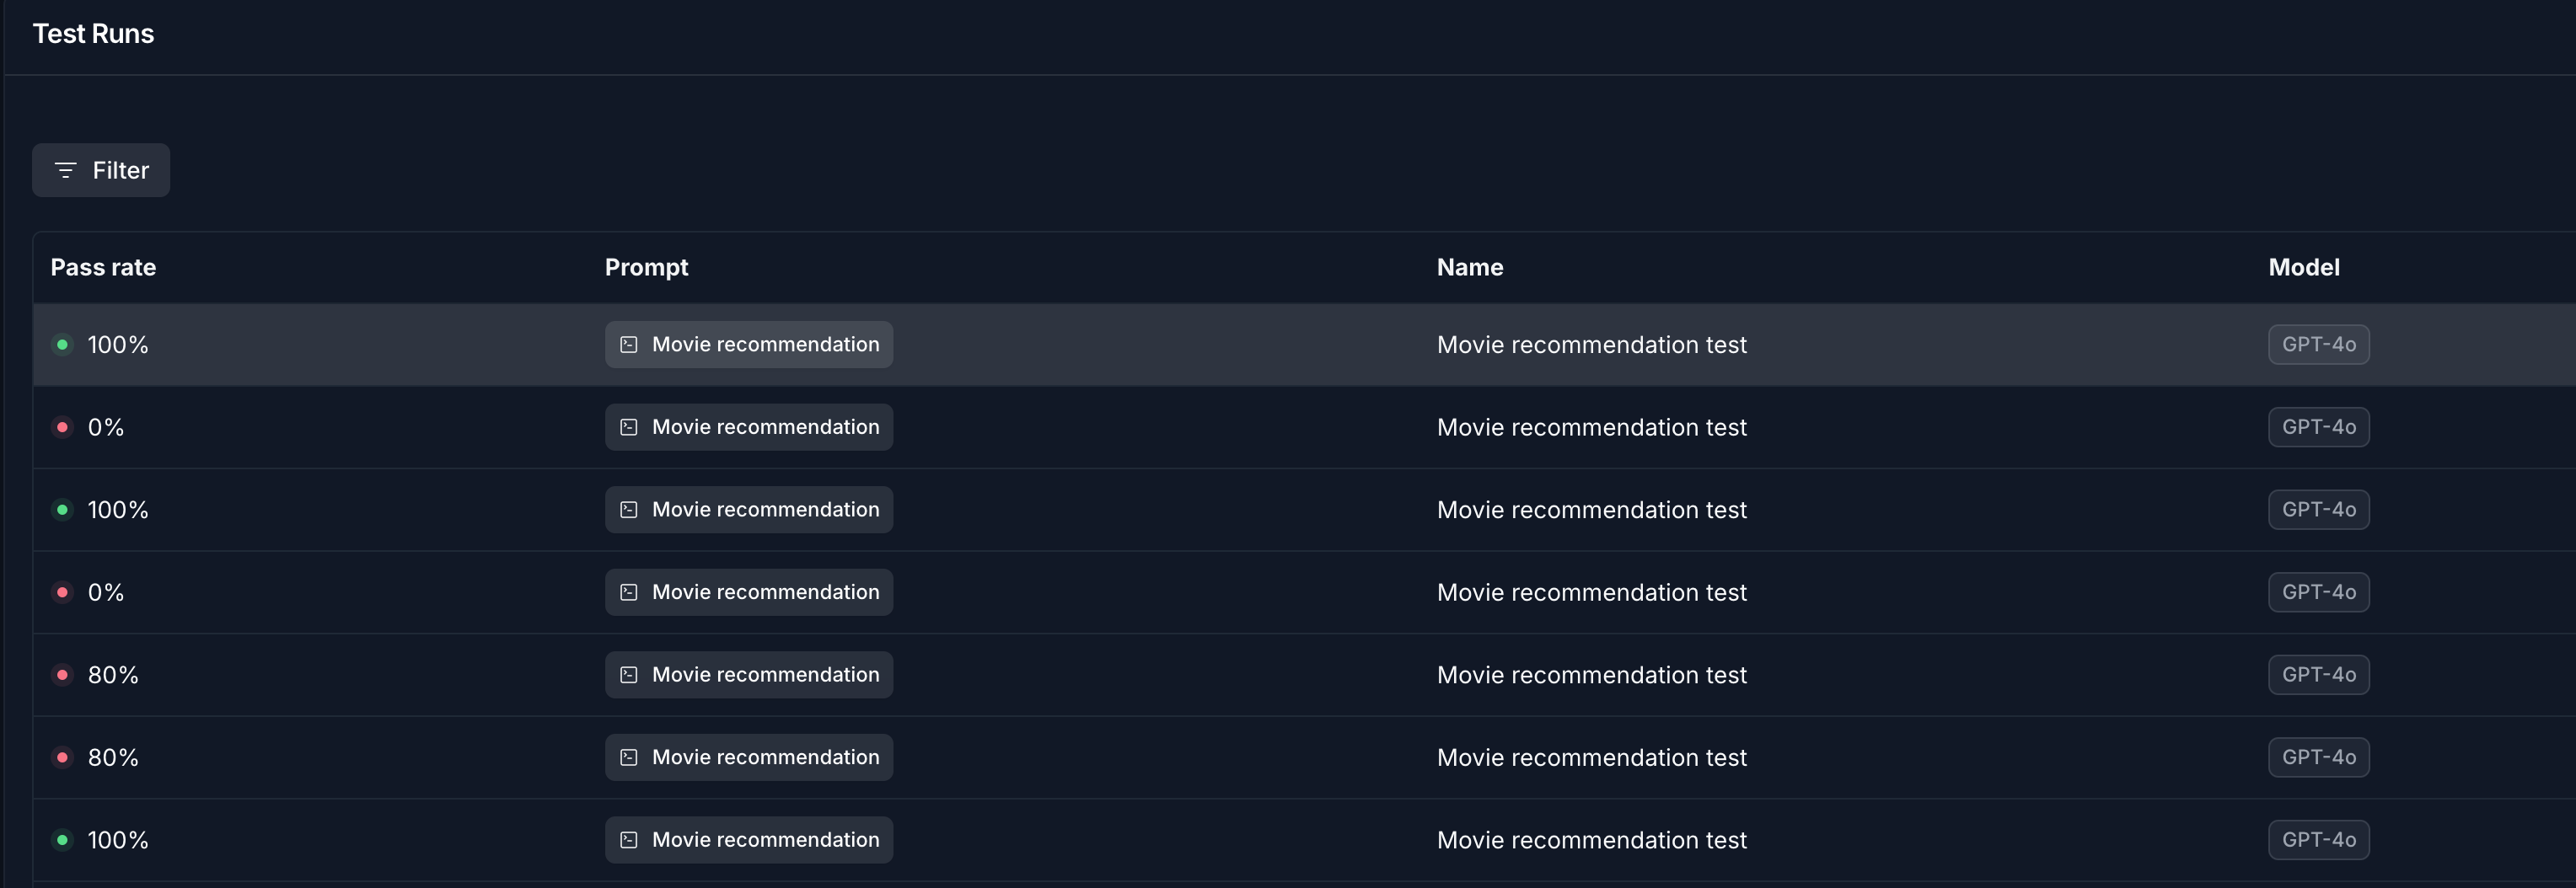 Test Runs
Filter
Pass rate Prompt Name Model
100% Movie recommendation Movie recommendation test GPT-4o
0% Movie recommendation Movie recommendation test GPT-4o
100% Movie recommendation Movie recommendation test GPT-4o
0% Movie recommendation Movie recommendation test GPT-4o
80% Movie recommendation Movie recommendation test GPT-4o
80% Movie recommendation Movie recommendation test GPT-4o
100% Movie recommendation Movie recommendation test GPT-4o